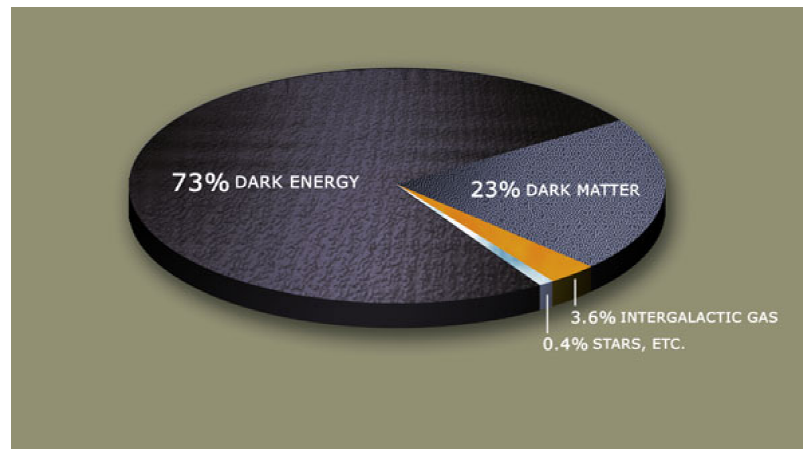 73% DARK ENERGY
23% DARK MATTER
3.6% INTERGALACTIC GAS
0.4% STARS, ETC.